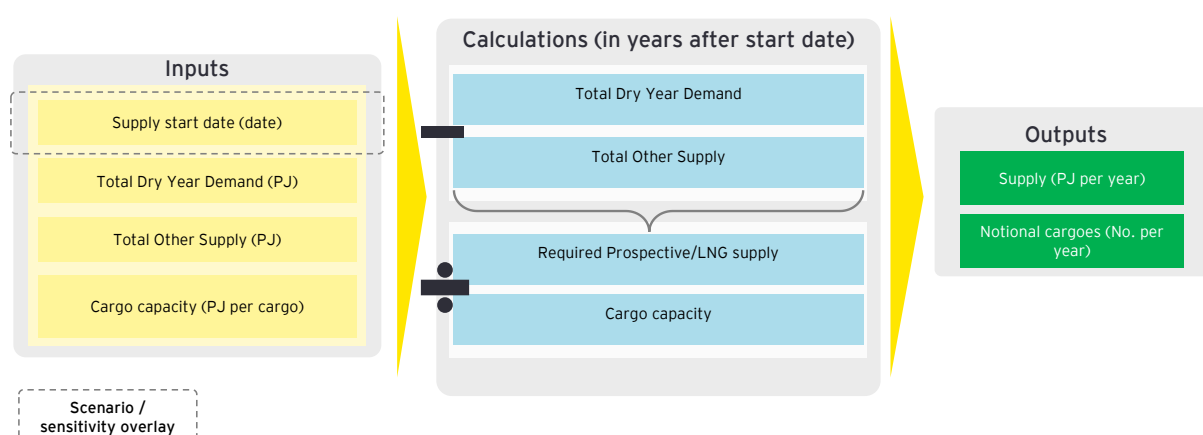 Inputs
Supply start date (date)
Total Dry Year Demand (PJ)
Total Other Supply (PJ)
Cargo capacity (PJ per cargo)
Scenario /
sensitivity overlay
Calculations (in years after start date)
Total Dry Year Demand
Total Other Supply
Required Prospective/LNG supply
Cargo capacity
Outputs
Supply (PJ per year)
Notional cargoes (No. per
year)